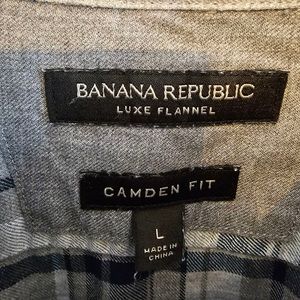 BANANA REPUBLIC
LUXE FLANNEL
CAMDEN FIT
L
MADE IN
CHINA